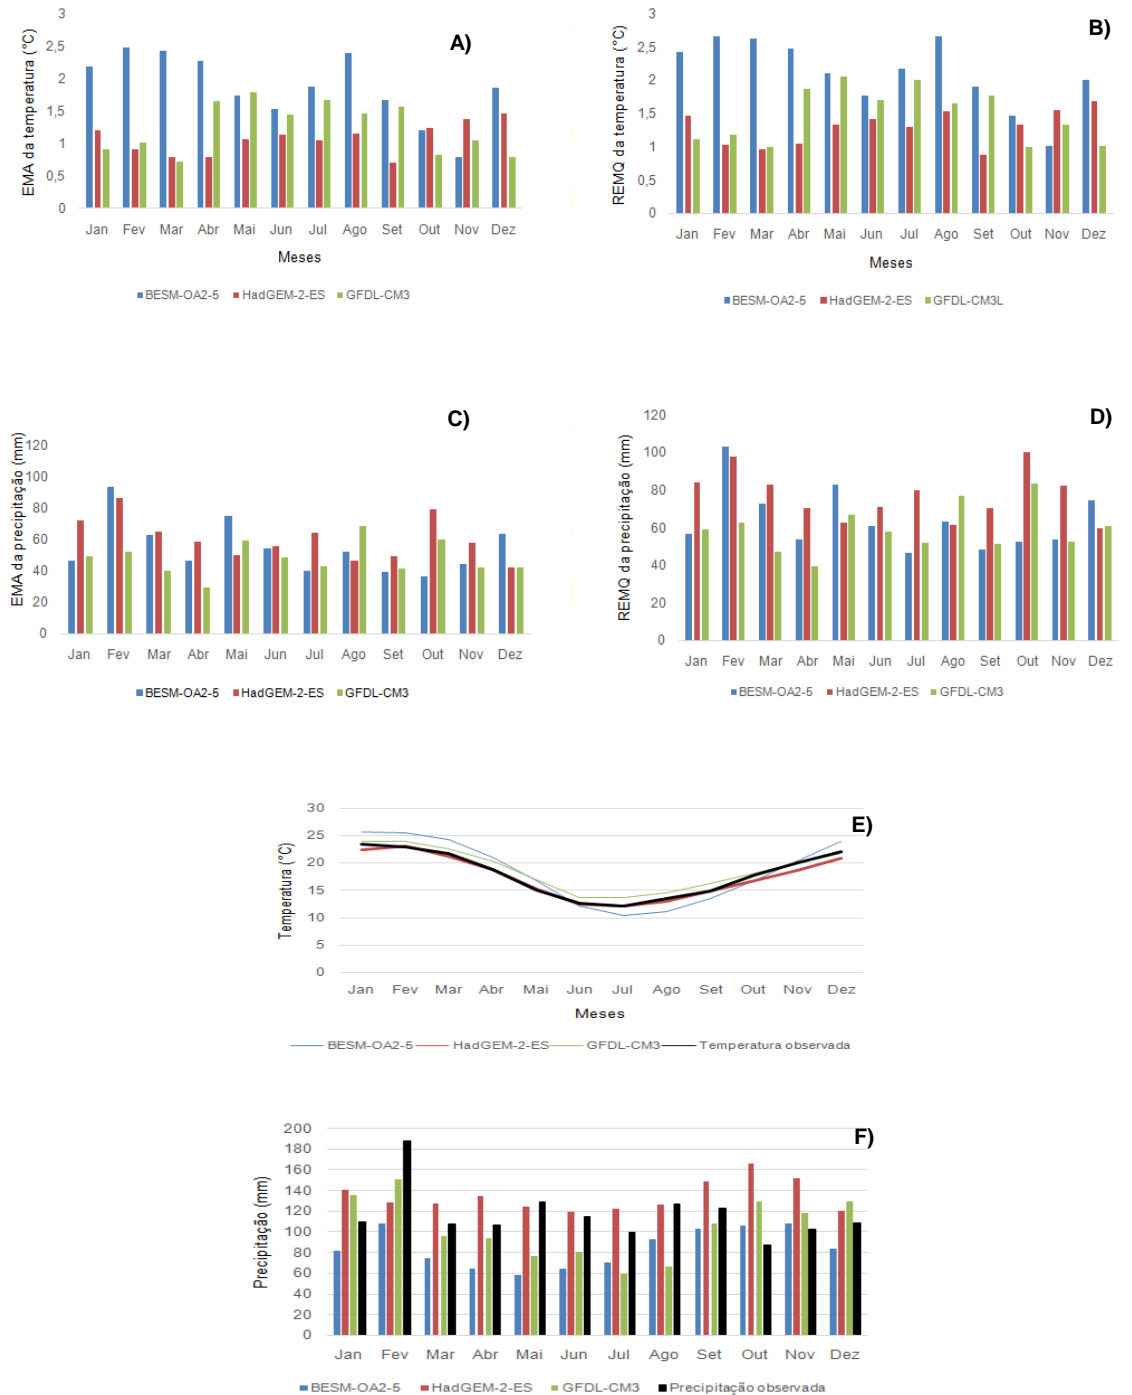 A)
EMA da temperatura (°C)
3
2,5
2
1,5
1
0,5
0
Jan Fev Mar Abr Mai Jun Jul Ago Set Out Nov Dez
Meses
BESM-OA2-5 HadGEM-2-ES GFDL-CM3
B)
REMQ da temperatura (°C)
3
2,5
2
1,5
1
0,5
0
Jan Fev Mar Abr Mai Jun Jul Ago Set Out Nov Dez
Meses
BESM-OA2-5 HadGEM-2-ES GFDL-CM3L
C)
EMA da precipitação (mm)
120
100
80
60
40
20
0
Jan Fev Mar Abr Mai Jun Jul Ago Set Out Nov Dez
BESM-OA2-5 HadGEM-2-ES GFDL-CM3
D)
REMQ da precipitação (mm)
120
100
80
60
40
20
0
Jan Fev Mar Abr Mai Jun Jul Ago Set Out Nov Dez
BESM-OA2-5 HadGEM-2-ES GFDL-CM3
E)
Temperatura (°C)
30
25
20
15
10
5
0
Jan Fev Mar Abr Mai Jun Jul Ago Set Out Nov Dez
Meses
BESM-OA2-5 HadGEM-2-ES GFDL-CM3 Temperatura observada
F)
Precipitação (mm)
200
180
160
140
120
100
80
60
40
20
0
Jan Fev Mar Abr Mai Jun Jul Ago Set Out Nov Dez
BESM-OA2-5 HadGEM-2-ES GFDL-CM3 Precipitação observada